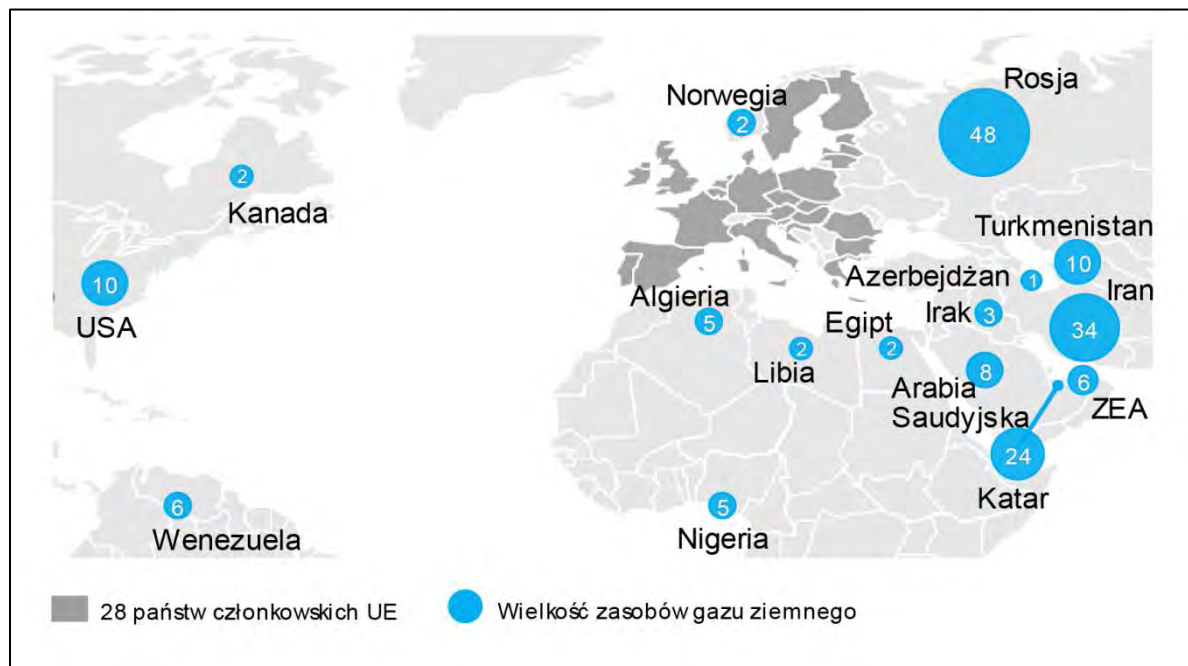 Norwegia
2
Rosja
48
2
Kanada
Turkmenistan
10
10
USA
Azerbejdżan
1
Iran
34
Algieria
5
Irak
3
Egipt
2
2
Libia
8
Arabia
Saudyjska
6
ZEA
24
Katar
6
Wenezuela
5
Nigeria
28 państw członkowskich UE
Wielkość zasobów gazu ziemnego